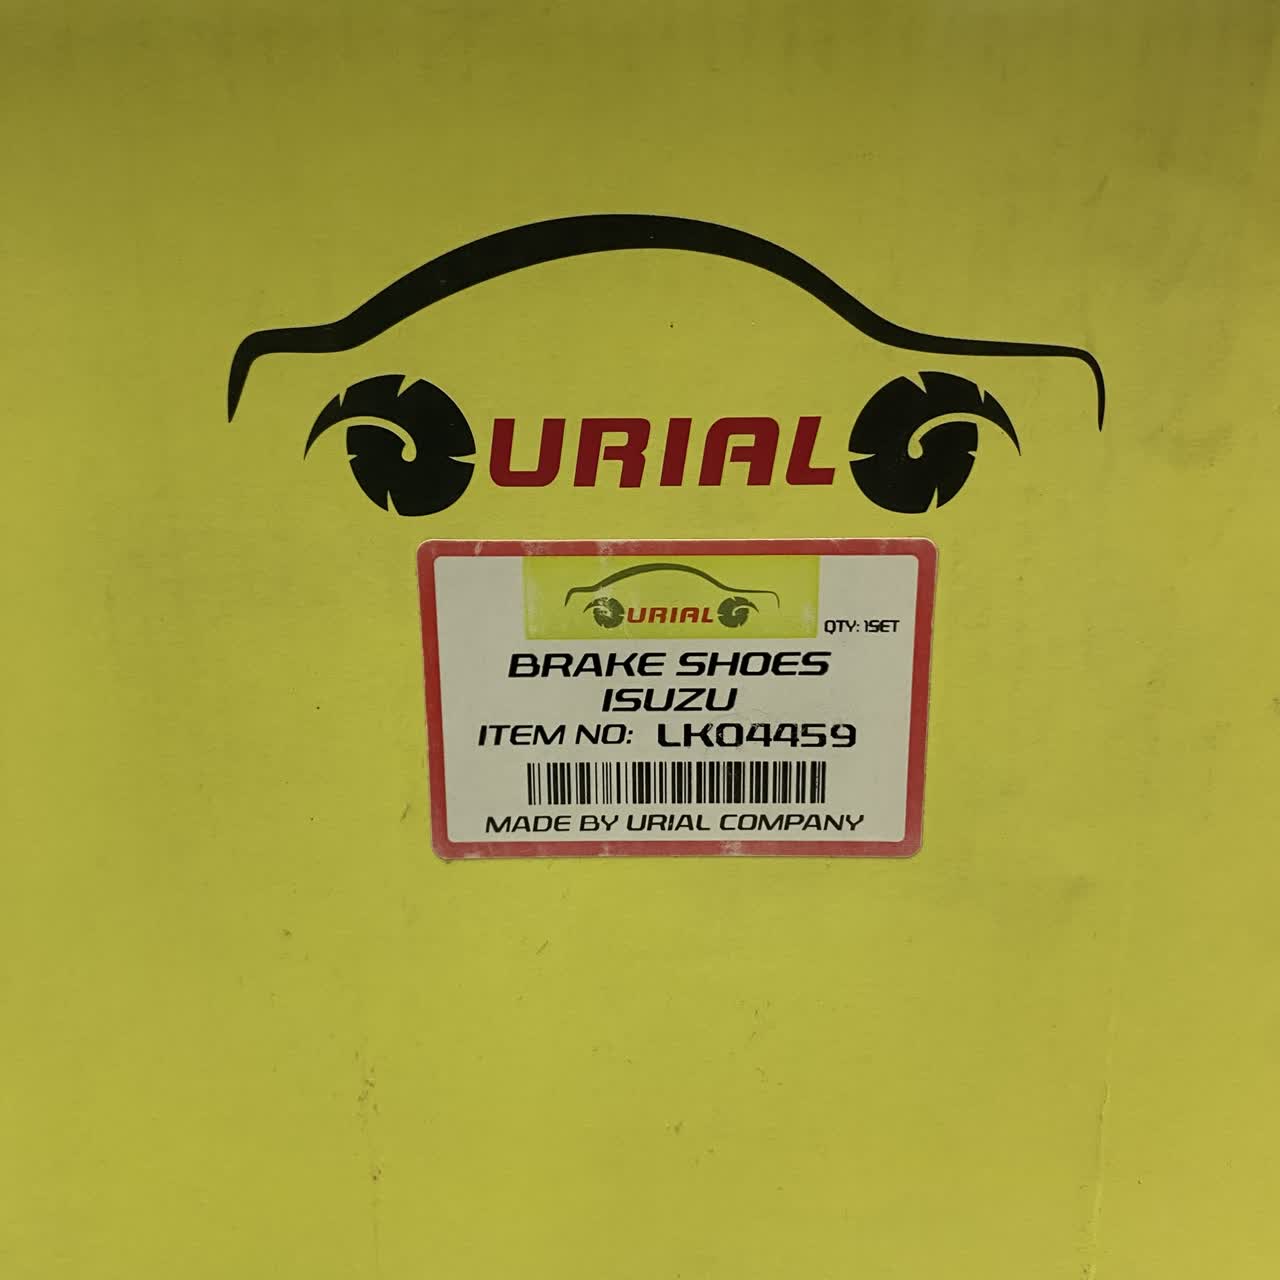 URIAL
URIAL
QTY: 1SET
BRAKE SHOES
ISUZU
ITEM NO: LK04459
MADE BY URIAL COMPANY